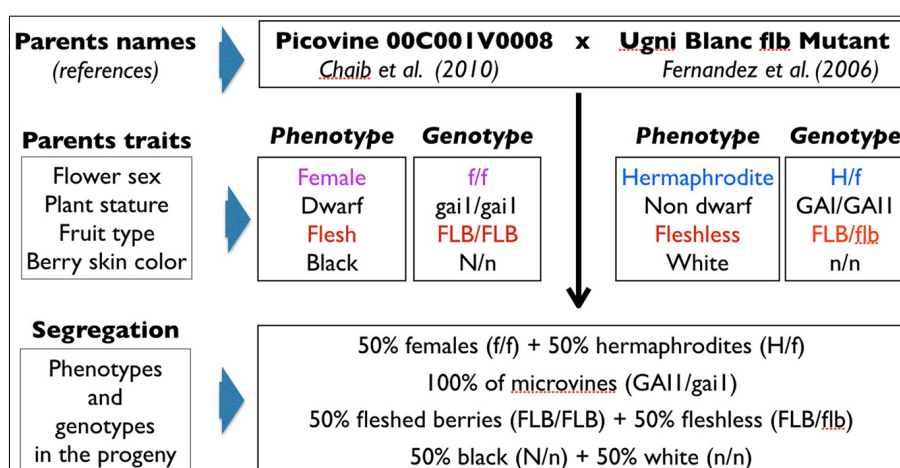 Parents names
(references)
Picovine 00C001V0008 x Ugni Blanc flb Mutant
Chaib et al. (2010) Fernandez et al. (2006)
Parents traits
Flower sex
Plant stature
Fruit type
Berry skin color
Phenotype Genotype
Female f/f
Dwarf gai1/gai1
Flesh FLB/FLB
Black N/n
Phenotype Genotype
Hermaphrodite H/f
Non dwarf GAI/GAI1
Fleshless FLB/flb
White n/n
Segregation
Phenotypes
and
genotypes
in the progeny
50% females (f/f) + 50% hermaphrodites (H/f)
100% of microvines (GAI1/gai1)
50% fleshed berries (FLB/FLB) + 50% fleshless (FLB/flb)
50% black (N/n) + 50% white (n/n)